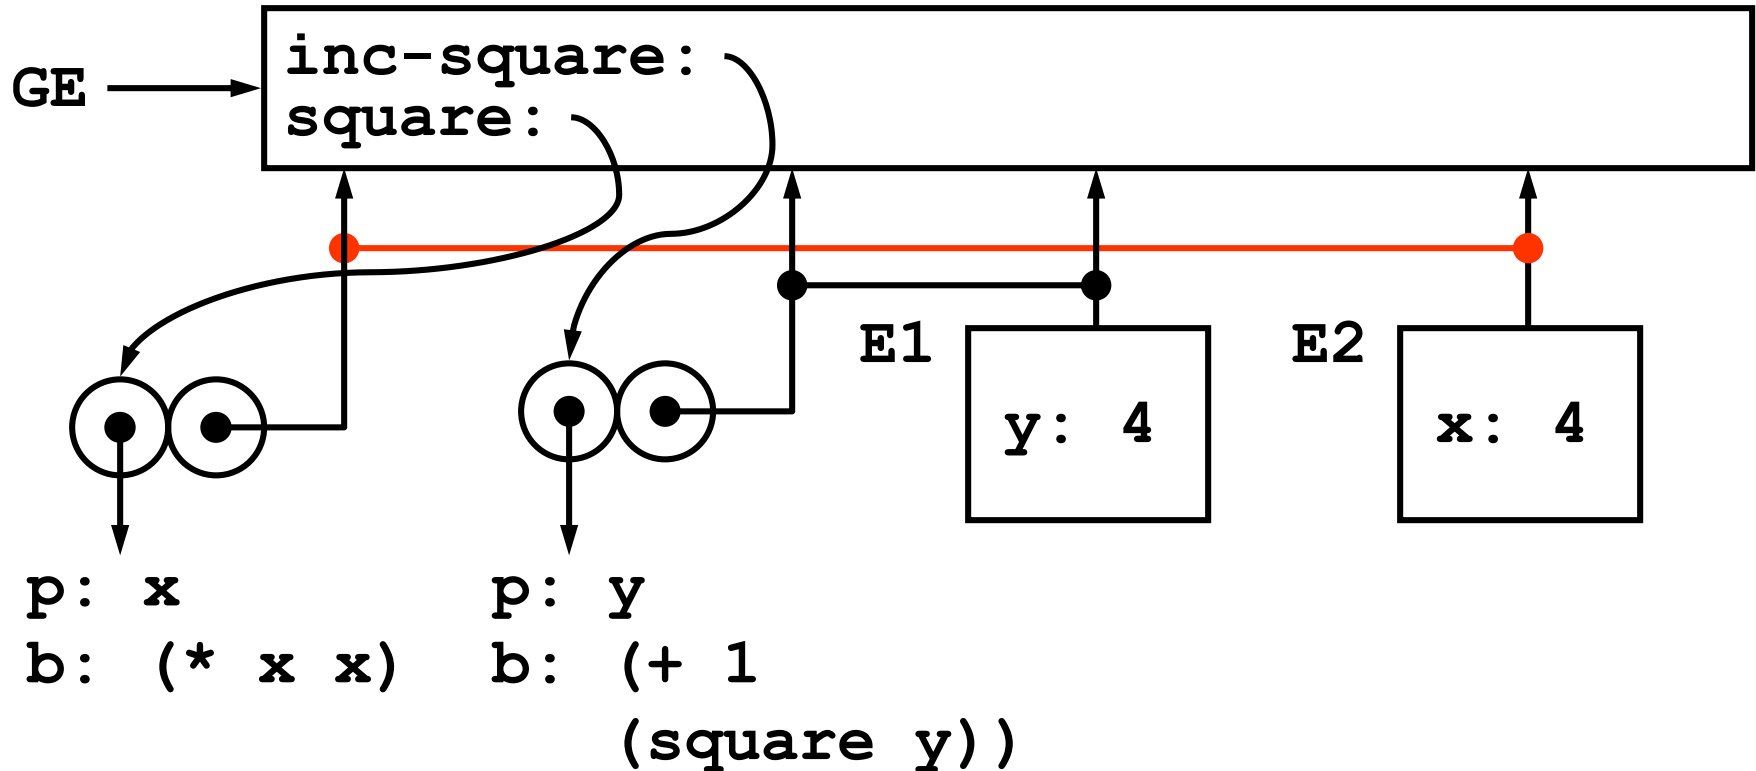 inc-square:
GE
square:
E1
E2
y: 4
x: 4
p: x
b: (* x x)
p: y
b: (+ 1
(square y))